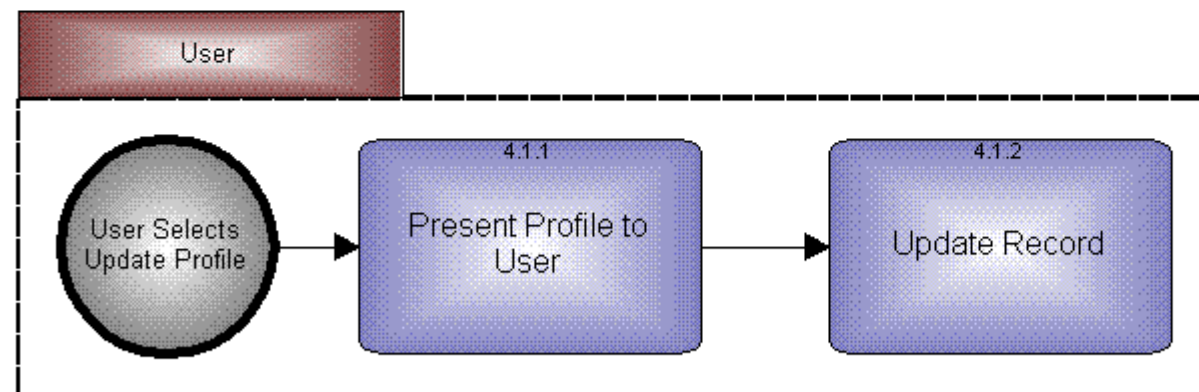 User
User Selects
Update Profile
4.1.1
Present Profile to
User
4.1.2
Update Record